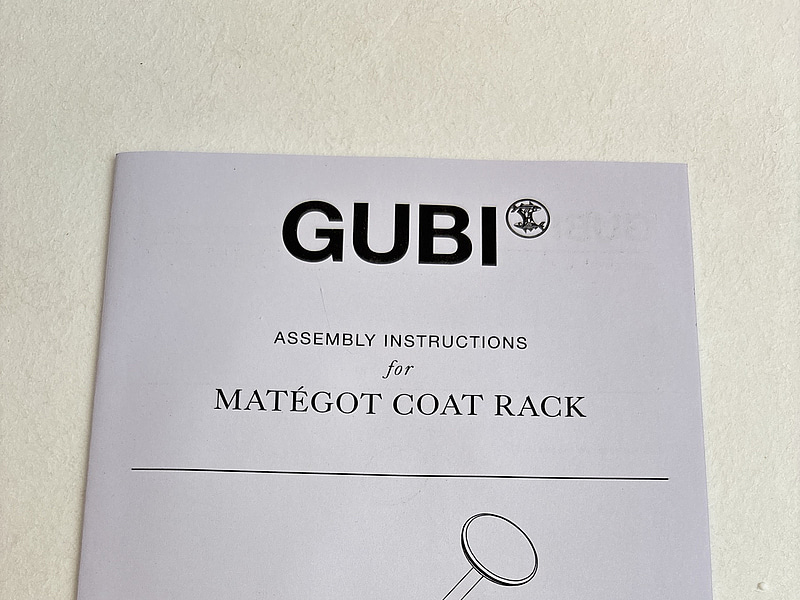 GUBI
ASSEMBLY INSTRUCTIONS
for
MATÉGOT COAT RACK